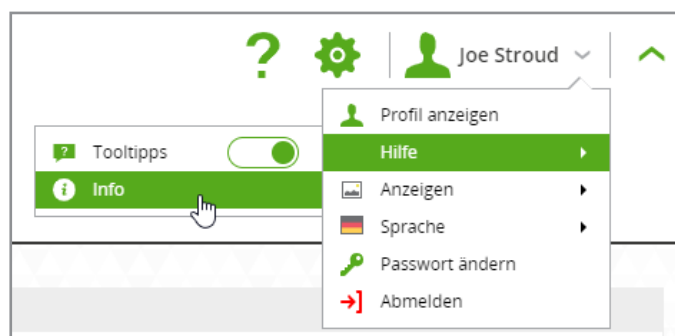 Joe Stroud
Profil anzeigen
Hilfe
Tooltipps
Info
Anzeigen
Sprache
Passwort ändern
Abmelden